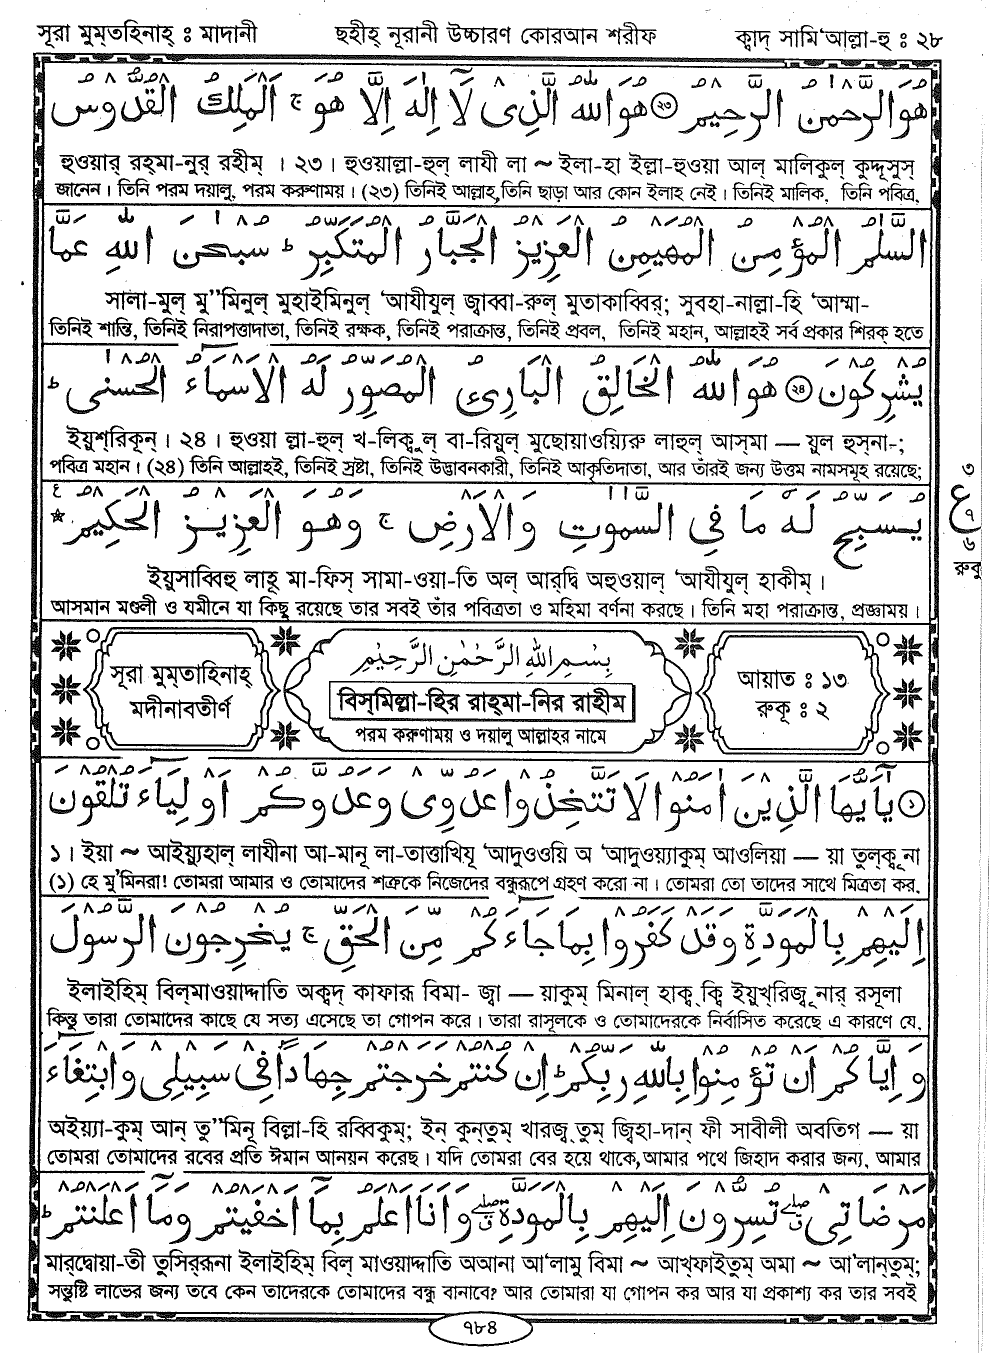 সূরা মুম্‌তহিনাহ্ ঃ মাদানী ছহীহ্ নূরানী উচ্চারণ কোরআন শরীফ ক্বাদ্ সামি‘আল্লা-হু ঃ ২৮
هُوَ الرَّحْمٰنُ الرَّحِيْمُ ﴿২৩﴾ هُوَ اللّٰهُ الَّذِىْ لَآ اِلٰهَ اِلَّا هُوَ ج اَلْمَلِكُ الْقُدُّوْسُ
হুওয়ার্ রহ্‌মা-নুর্ রহীম্ । ২৩। হুওয়াল্লা-হুল্ লাযী লা ~ ইলা-হা ইল্লা-হুওয়া আল্ মালিকুল্ কুদ্দূসুস্
জানেন। তিনি পরম দয়ালু, পরম করুণাময়। (২৩) তিনিই আল্লাহ্, তিনি ছাড়া আর কোন ইলাহ নেই। তিনিই মালিক, তিনি পবিত্র,
السَّلٰمُ الْمُؤْمِنُ الْمُهَيْمِنُ الْعَزِيْزُ الْجَبَّارُ الْمُتَكَبِّرُ ط سُبْحٰنَ اللّٰهِ عَمَّا
সালা-মুল্ মু”মিনুল্ মুহাইমিনুল্ ‘আযীযুল্ জ্বাব্বা-রুল্ মুতাকাব্বির্; সুবহা-নাল্লা-হি ‘আম্মা-
তিনিই শান্তি, তিনিই নিরাপত্তাদাতা, তিনিই রক্ষক, তিনিই পরাক্রান্ত, তিনিই প্রবল, তিনিই মহান, আল্লাহই সর্ব প্রকার শিরক্ হতে
يُشْرِكُوْنَ ﴿২৪﴾ هُوَ اللّٰهُ الْخَالِقُ الْبَارِئُ الْمُصَوِّرُ لَهُ الْاَسْمَآءُ الْحُسْنٰى ط
ইয়ুশ্‌রিকূন্ । ২৪ । হুওয়া ল্লা-হুল্ খ-লিক্বুল্ বা-রিয়ুল্ মুছোয়াওয়্যিরু লাহুল্ আস্‌মা — য়ুল্ হুস্‌না-;
পবিত্র মহান। (২৪) তিনি আল্লাহই, তিনিই স্রষ্টা, তিনিই উদ্ভাবনকারী, তিনিই আকৃতিদাতা, আর তাঁরই জন্য উত্তম নামসমূহ রয়েছে;
يُسَبِّحُ لَهٗ مَا فِى السَّمٰوٰتِ وَالْاَرْضِ ج وَهُوَ الْعَزِيْزُ الْحَكِيْمُ
৩
ع
৭
৬
রুকু
ইয়ুসাব্বিহু লাহূ মা-ফিস্ সামা-ওয়া-তি অল্ আরদ্বি অহুওয়াল্ ‘আযীযুল্ হাকীম্ ।
আসমান মণ্ডলী ও যমীনে যা কিছু রয়েছে তার সবই তাঁর পবিত্রতা ও মহিমা বর্ণনা করছে। তিনি মহা পরাক্রান্ত, প্রজ্ঞাময়।
সূরা মুম্‌তাহিনাহ্
মদীনাবতীর্ণ
بِسْمِ اللّٰهِ الرَّحْمٰنِ الرَّحِيْمِ
বিস্‌মিল্লা-হির রাহ্‌মা-নির রাহীম
পরম করুণাময় ও দয়ালু আল্লাহর নামে
আয়াত ঃ ১৩
রুকূ ঃ ২
﴿১﴾ يٰٓاَيُّهَا الَّذِيْنَ اٰمَنُوْا لَا تَتَّخِذُوْا عَدُوِّىْ وَعَدُوَّكُمْ اَوْلِيَآءَ تُلْقُوْنَ
১। ইয়া ~ আইয়্যুহাল্ লাযীনা আ-মানূ লা-তাত্তাখিযূ ‘আদুওওয়ি অ ‘আদুওয়্যাকুম্ আওলিয়া — য়া তুল্‌ক্বূনা
(১) হে মু’মিনরা! তোমরা আমার ও তোমাদের শত্রুকে নিজেদের বন্ধুরূপে গ্রহণ করো না। তোমরা তো তাদের সাথে মিত্রতা কর,
اِلَيْهِمْ بِالْمَوَدَّةِ وَقَدْ كَفَرُوْا بِمَا جَآءَكُمْ مِّنَ الْحَقِّ ج يُخْرِجُوْنَ الرَّسُوْلَ
ইলাইহিম্ বিল্‌মাওয়াদ্দাতি অক্বদ্ কাফারূ বিমা- জ্বা — য়াকুম্ মিনাল্ হাক্ব্‌ক্বি ইয়ুখ্‌রিজ্বূনার্ রসূলা
কিন্তু তারা তোমাদের কাছে যে সত্য এসেছে তা গোপন করে। তারা রাসূলকে ও তোমাদেরকে নির্বাসিত করেছে এ কারণে যে,
وَاِيَّاكُمْ اَنْ تُؤْمِنُوْا بِاللّٰهِ رَبِّكُمْ ط اِنْ كُنْتُمْ خَرَجْتُمْ جِهَادًا فِىْ سَبِيْلِىْ وَابْتِغَآءَ
অইয়্যা-কুম্ আন্ তু”মিনূ বিল্লা-হি রব্বিকুম্; ইন্ কুন্‌তুম্ খারজ্বতুম্ জ্বিহা-দান্ ফী সাবীলী অবতিগ — য়া
তোমরা তোমাদের রবের প্রতি ঈমান আনয়ন করেছ। যদি তোমরা বের হয়ে থাকে, আমার পথে জিহাদ করার জন্য, আমার
مَرْضَاتِىْ تُسِرُّوْنَ اِلَيْهِمْ بِالْمَوَدَّةِ وَاَنَا اَعْلَمُ بِمَآ اَخْفَيْتُمْ وَمَآ اَعْلَنْتُمْ ط
মার্‌দ্বোয়া-তী তুসির্‌রূনা ইলাইহিম্ বিল্ মাওয়াদ্দাতি অআনা আ‘লামু বিমা ~ আখ্‌ফাইতুম্ অমা ~ আ‘লান্‌তুম্;
সন্তুষ্টি লাভের জন্য তবে কেন তাদেরকে তোমাদের বন্ধু বানাবে? আর তোমারা যা গোপন কর আর যা প্রকাশ্য কর তার সবই
৭৮৪